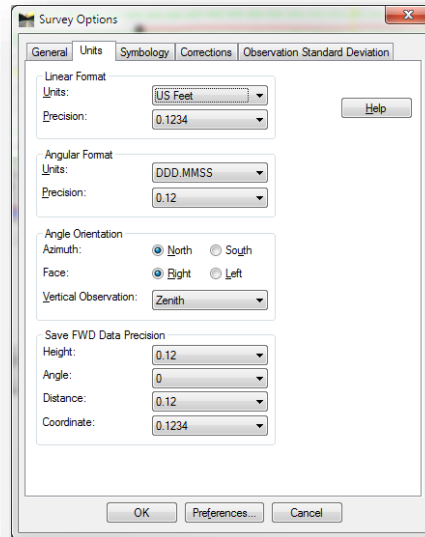 Survey Options
General Units Symbology Corrections Observation Standard Deviation
Linear Format
Units: US Feet
Precision: 0.1234
Help
Angular Format
Units: DDD.MMSS
Precision: 0.12
Angle Orientation
Azimuth: North South
Face: Right Left
Vertical Observation: Zenith
Save FWD Data Precision
Height: 0.12
Angle: 0
Distance: 0.12
Coordinate: 0.1234
OK Preferences... Cancel